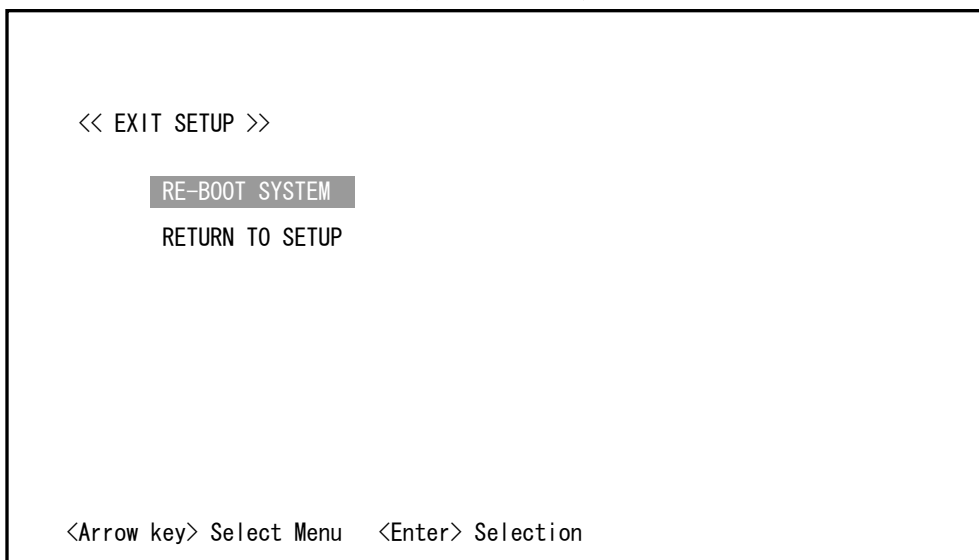 << EXIT SETUP >>
RE-BOOT SYSTEM
RETURN TO SETUP
<Arrow key> Select Menu <Enter> Selection